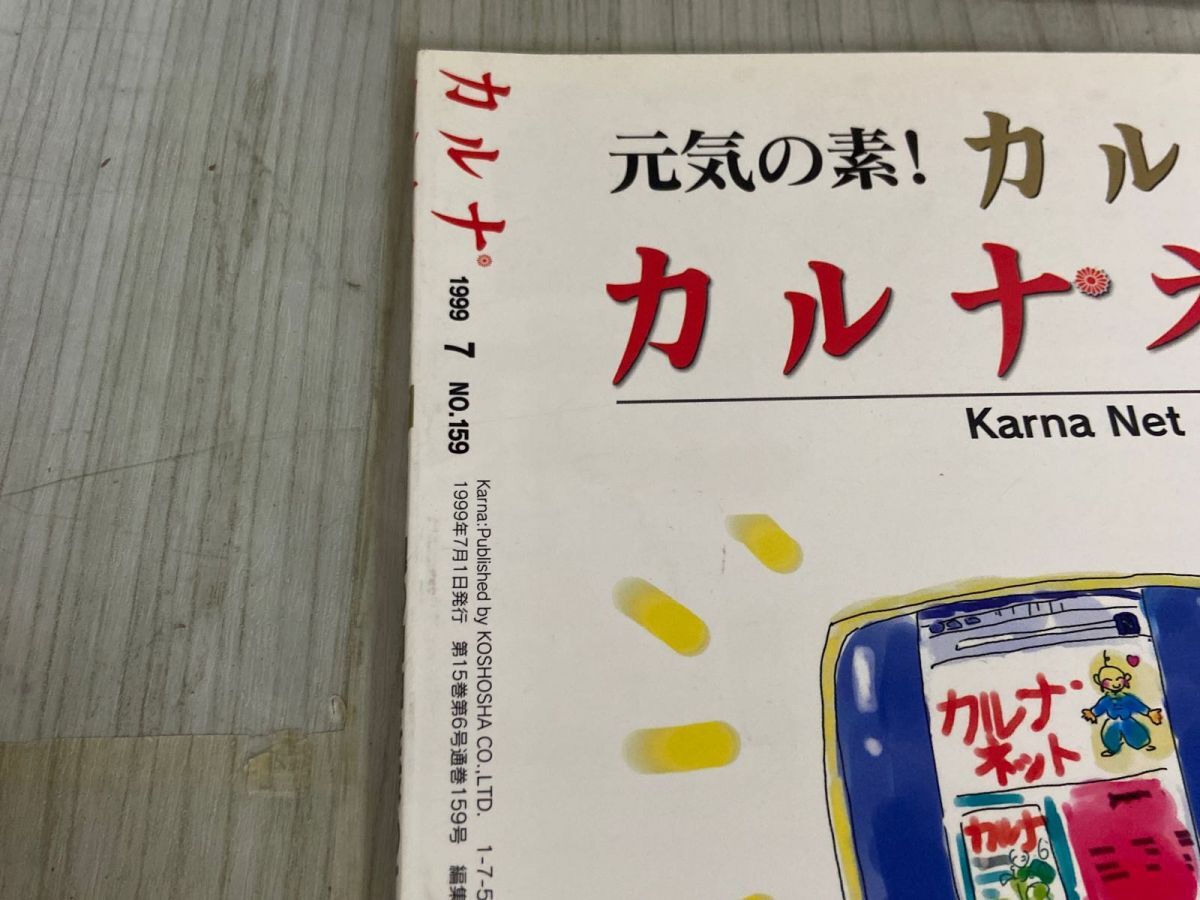 カルナ
1999 7 NO.159
Karna:Published by KOSHOSHA CO.,LTD. 1-7-5
1999年7月1日発行 第15巻第6号通巻159号 編集
元気の素! カル
カルナ・ネ
Karna Net
カルナ・
ネット
カルナ
6